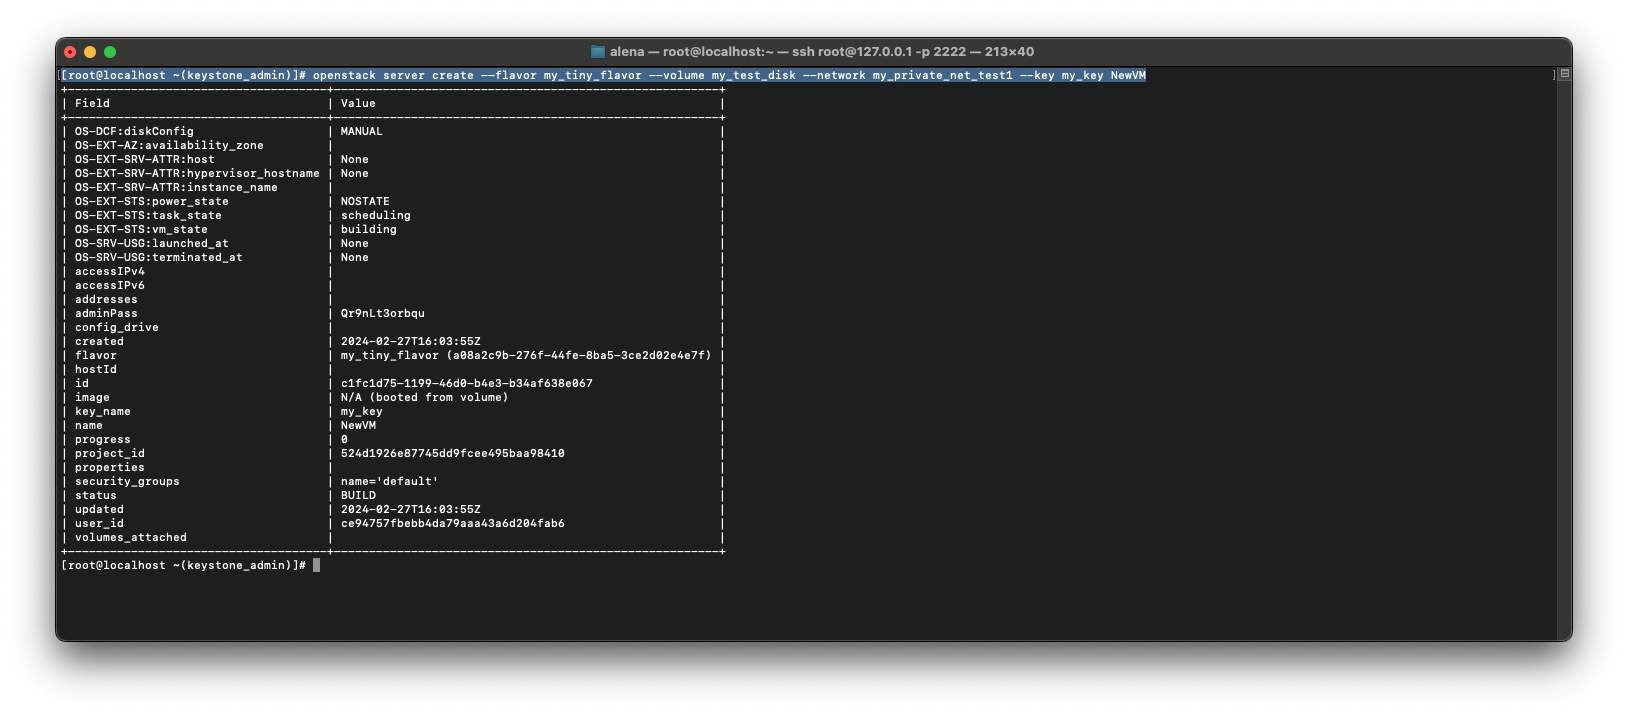 alena — root@localhost:~ — ssh root@127.0.0.1 -p 2222 — 213×40
[root@localhost ~(keystone_admin)]# openstack server create --flavor my_tiny_flavor --volume my_test_disk --network my_private_net_test1 --key my_key NewVM
+--------------------------------------+--------------------------------------------------------+
| Field | Value |
+--------------------------------------+--------------------------------------------------------+
| OS-DCF:diskConfig | MANUAL |
| OS-EXT-AZ:availability_zone | |
| OS-EXT-SRV-ATTR:host | None |
| OS-EXT-SRV-ATTR:hypervisor_hostname | None |
| OS-EXT-SRV-ATTR:instance_name | |
| OS-EXT-STS:power_state | NOSTATE |
| OS-EXT-STS:task_state | scheduling |
| OS-EXT-STS:vm_state | building |
| OS-SRV-USG:launched_at | None |
| OS-SRV-USG:terminated_at | None |
| accessIPv4 | |
| accessIPv6 | |
| addresses | |
| adminPass | Qr9nLt3orbqu |
| config_drive | |
| created | 2024-02-27T16:03:55Z |
| flavor | my_tiny_flavor (a08a2c9b-276f-44fe-8ba5-3ce2d02e4e7f) |
| hostId | |
| id | c1fc1d75-1199-46d0-b4e3-b34af638e067 |
| image | N/A (booted from volume) |
| key_name | my_key |
| name | NewVM |
| progress | 0 |
| project_id | 524d1926e87745dd9fcee495baa98410 |
| properties | |
| security_groups | name='default' |
| status | BUILD |
| updated | 2024-02-27T16:03:55Z |
| user_id | ce94757fbebb4da79aaa43a6d204fab6 |
| volumes_attached | |
+--------------------------------------+--------------------------------------------------------+
[root@localhost ~(keystone_admin)]#